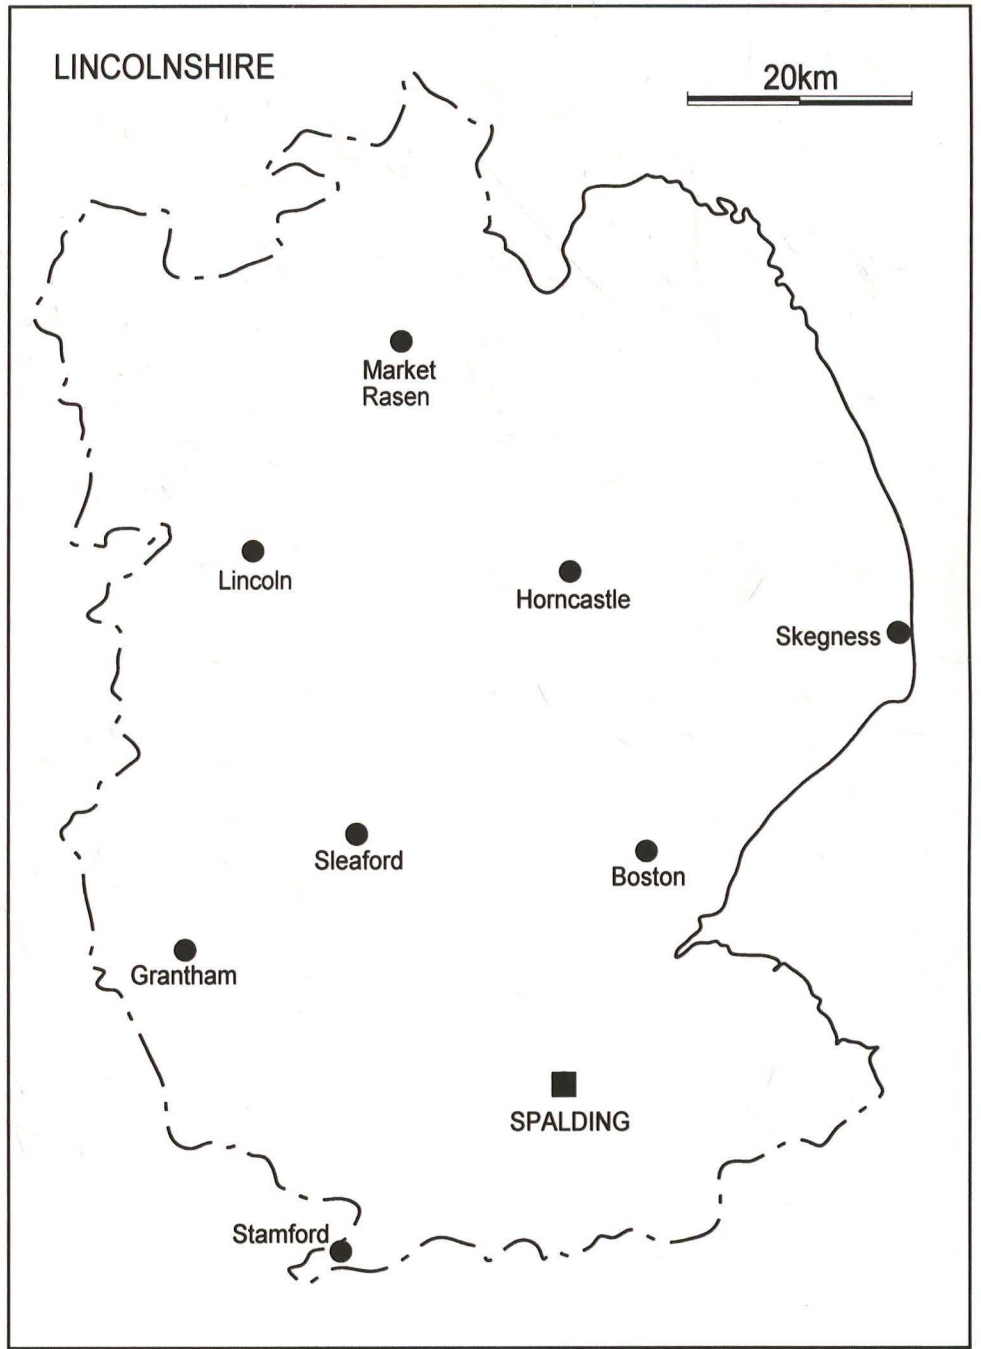 LINCOLNSHIRE
20km
Market
Rasen
Lincoln
Horncastle
Skegness
Sleaford
Boston
Grantham
SPALDING
Stamford